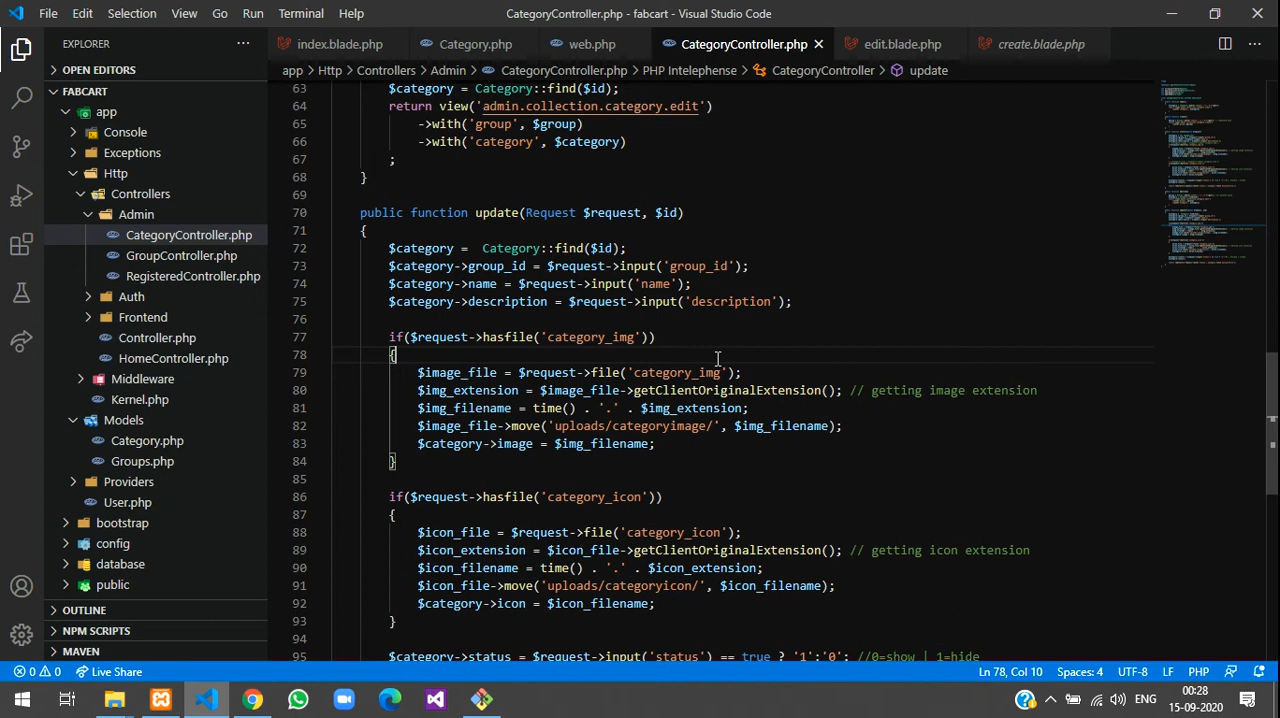 File Edit Selection View Go Run Terminal Help
CategoryController.php - fabcart - Visual Studio Code
EXPLORER
index.blade.php Category.php web.php CategoryController.php edit.blade.php create.blade.php
OPEN EDITORS
app > Http > Controllers > Admin > CategoryController.php > PHP Intelephense > CategoryController > update
FABCART
app
Console
Exceptions
Http
Controllers
Admin
CategoryController.php
GroupController.php
RegisteredController.php
Auth
Frontend
Controller.php
HomeController.php
Middleware
Kernel.php
Models
Category.php
Groups.php
Providers
User.php
bootstrap
config
database
public
OUTLINE
NPM SCRIPTS
MAVEN
63 $category = Category::find($id);
64 return view('admin.collection.category.edit')
65 ->with('group', $group)
66 ->with('category', $category)
67 ;
68 }
69
70 public function update(Request $request, $id)
71 {
72 $category =  Category::find($id);
73 $category->group_id = $request->input('group_id');
74 $category->name = $request->input('name');
75 $category->description = $request->input('description');
76
77 if($request->hasfile('category_img'))
78 {
79 $image_file = $request->file('category_img');
80 $img_extension = $image_file->getClientOriginalExtension(); // getting image extension
81 $img_filename = time() . '.' . $img_extension;
82 $image_file->move('uploads/categoryimage/', $img_filename);
83 $category->image = $img_filename;
84 }
85
86 if($request->hasfile('category_icon'))
87 {
88 $icon_file = $request->file('category_icon');
89 $icon_extension = $icon_file->getClientOriginalExtension(); // getting icon extension
90 $icon_filename = time() . '.' . $icon_extension;
91 $icon_file->move('uploads/categoryicon/', $icon_filename);
92 $category->icon = $icon_filename;
93 }
94
95 $category->status = $request->input('status') == true ? '1':'0'; //0=show | 1=hide
0 0 Live Share
Ln 78, Col 10 Spaces: 4 UTF-8 LF PHP
ENG
00:28
15-09-2020